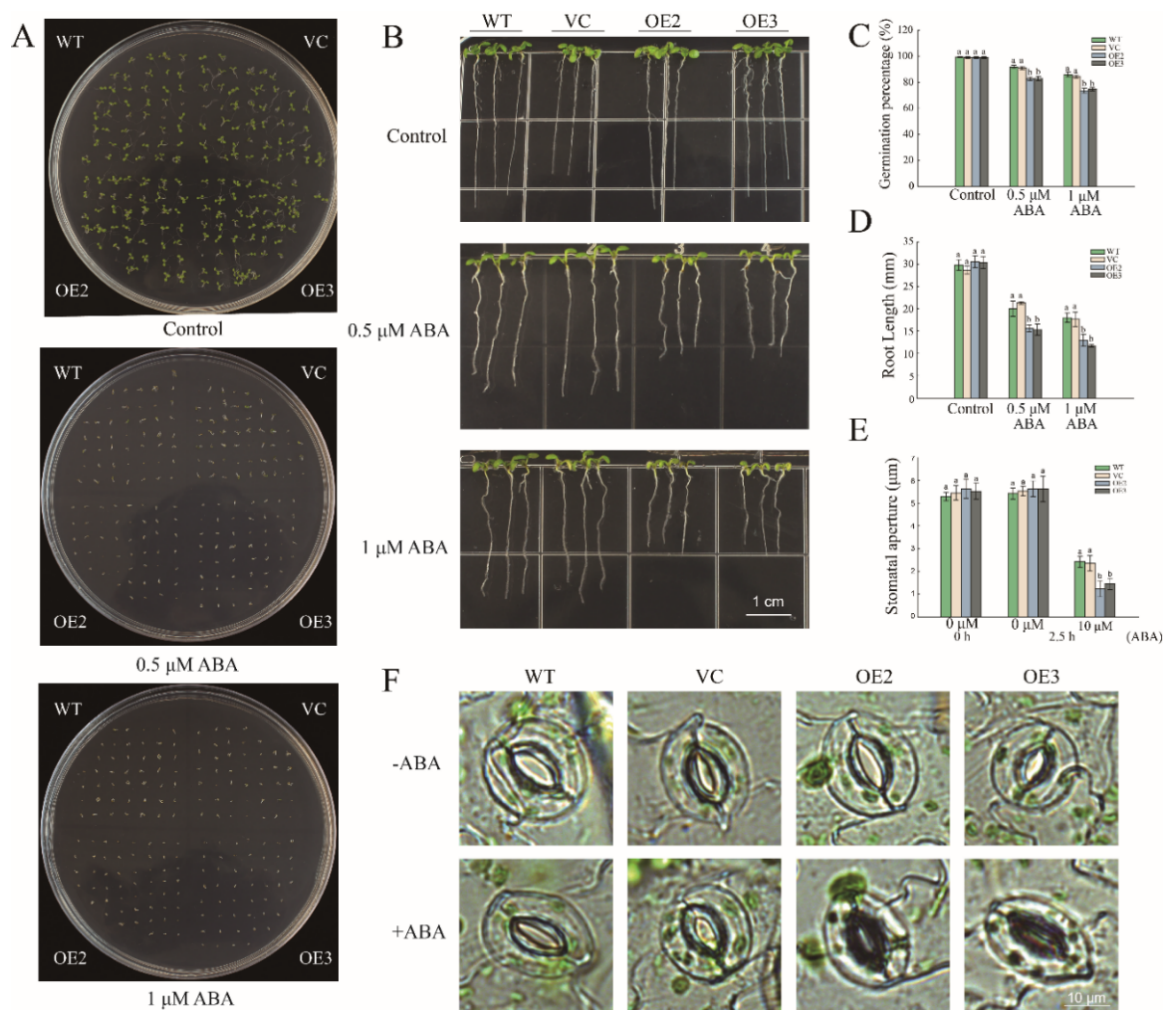 A
WT
VC
OE2
OE3
Control
WT
VC
OE2
OE3
0.5 μM ABA
WT
VC
OE2
OE3
1 μM ABA
B
WT
VC
OE2
OE3
Control
0.5 μM ABA
1 μM ABA
1 cm
C
Germination percentage (%)
120
100
80
60
40
20
0
a a a a
a a b b
a a b b
WT
VC
OE2
OE3
Control
0.5 μM
ABA
1 μM
ABA
D
Root Length (mm)
35
30
25
20
15
10
5
0
a a a a
a a b b
a a b b
WT
VC
OE2
OE3
Control
0.5 μM
ABA
1 μM
ABA
E
Stomatal aperture (μm)
7
6
5
4
3
2
1
0
a a a a
a a a a
a a b b
WT
VC
OE2
OE3
0 μM 0 μM 10 μM
0 h 2.5 h (ABA)
F
WT
VC
OE2
OE3
-ABA
+ABA
10 μm